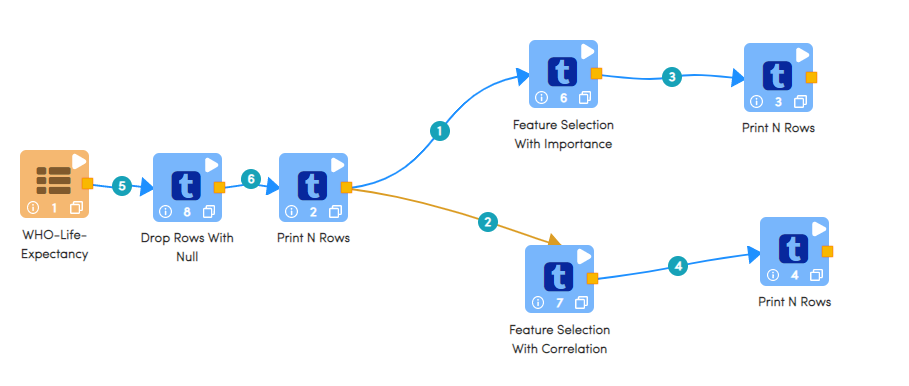 t
6
Feature Selection
With Importance
3
t
3
Print N Rows
1
1
WHO-Life-
Expectancy
5
t
8
Drop Rows With
Null
6
t
2
Print N Rows
2
t
7
Feature Selection
With Correlation
4
t
4
Print N Rows